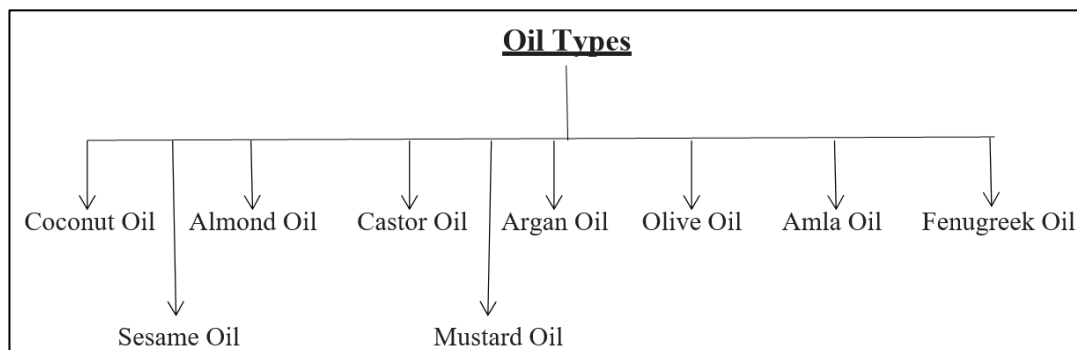 Oil Types
Coconut Oil Almond Oil Castor Oil Argan Oil Olive Oil Amla Oil Fenugreek Oil
Sesame Oil Mustard Oil